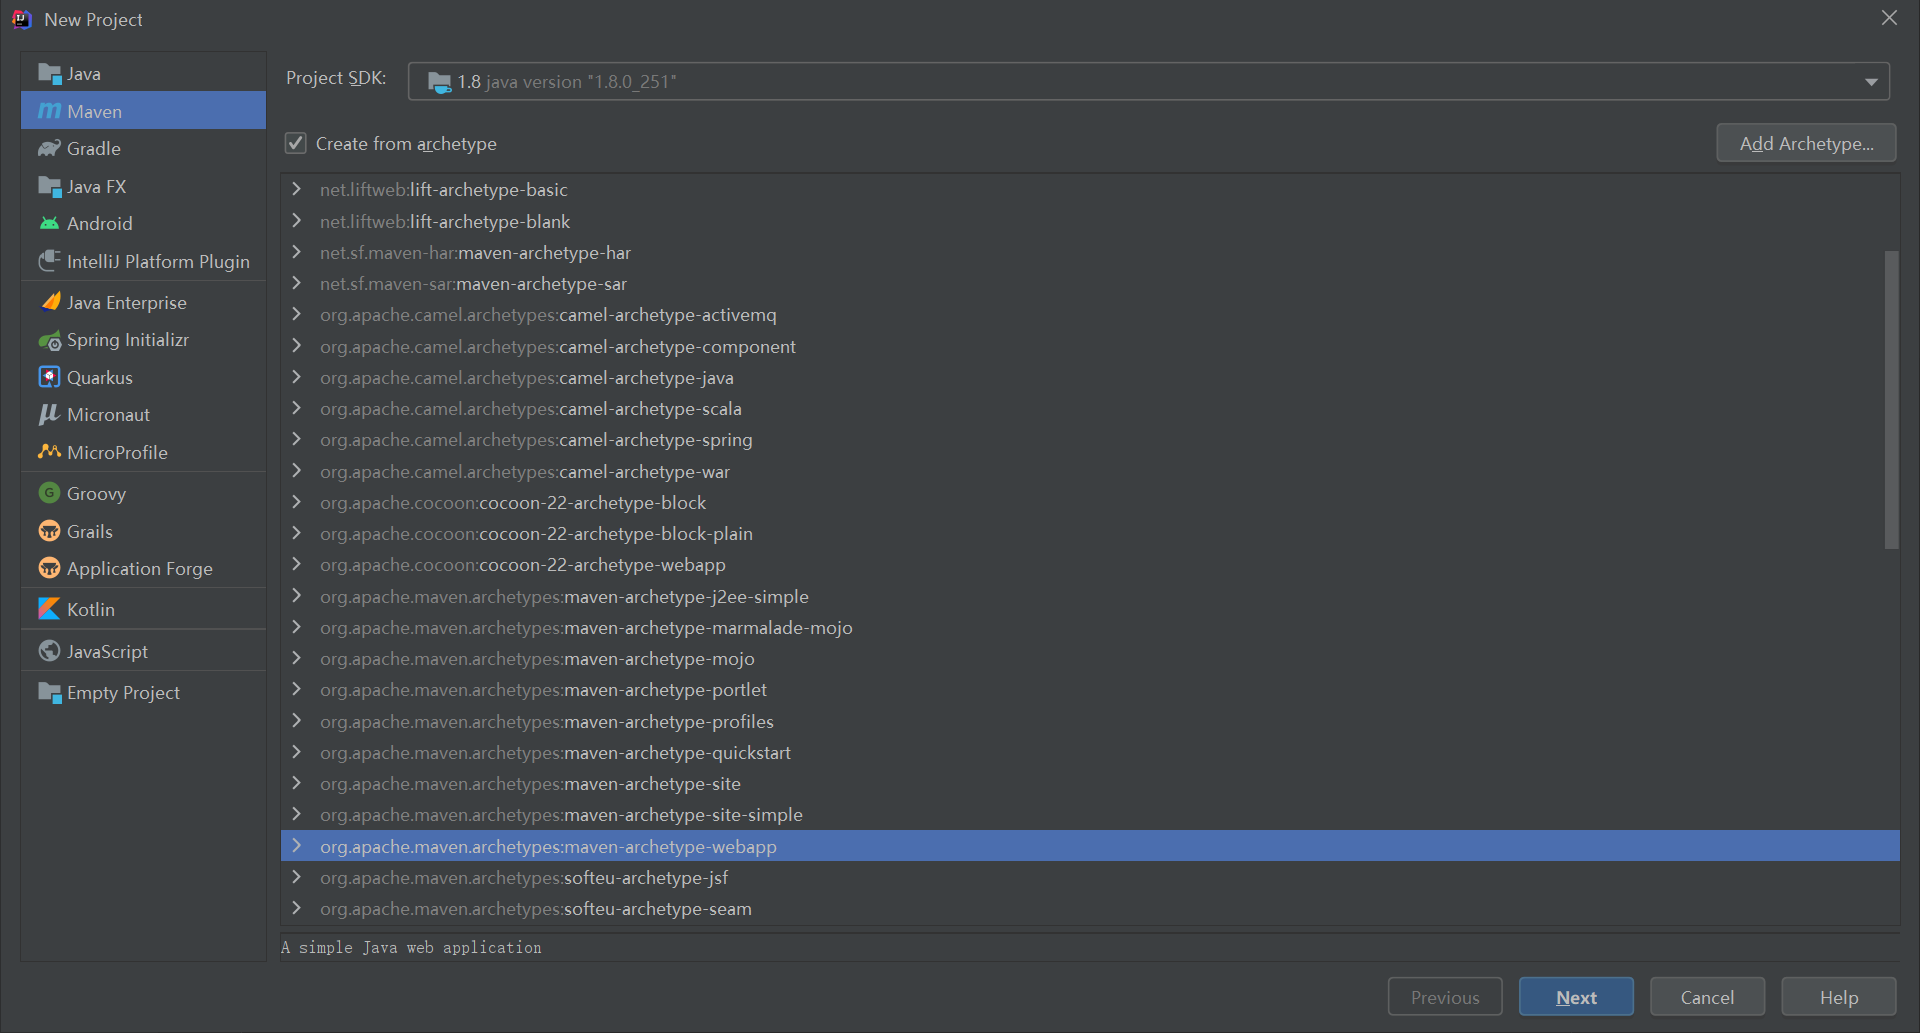 New Project
Java
Maven
Gradle
Java FX
Android
IntelliJ Platform Plugin
Java Enterprise
Spring Initializr
Quarkus
Micronaut
MicroProfile
Groovy
Grails
Application Forge
Kotlin
JavaScript
Empty Project
Project SDK:
1.8 java version "1.8.0_251"
Create from archetype
Add Archetype...
net.liftweb:lift-archetype-basic
net.liftweb:lift-archetype-blank
net.sf.maven-har:maven-archetype-har
net.sf.maven-sar:maven-archetype-sar
org.apache.camel.archetypes:camel-archetype-activemq
org.apache.camel.archetypes:camel-archetype-component
org.apache.camel.archetypes:camel-archetype-java
org.apache.camel.archetypes:camel-archetype-scala
org.apache.camel.archetypes:camel-archetype-spring
org.apache.camel.archetypes:camel-archetype-war
org.apache.cocoon:cocoon-22-archetype-block
org.apache.cocoon:cocoon-22-archetype-block-plain
org.apache.cocoon:cocoon-22-archetype-webapp
org.apache.maven.archetypes:maven-archetype-j2ee-simple
org.apache.maven.archetypes:maven-archetype-marmalade-mojo
org.apache.maven.archetypes:maven-archetype-mojo
org.apache.maven.archetypes:maven-archetype-portlet
org.apache.maven.archetypes:maven-archetype-profiles
org.apache.maven.archetypes:maven-archetype-quickstart
org.apache.maven.archetypes:maven-archetype-site
org.apache.maven.archetypes:maven-archetype-site-simple
org.apache.maven.archetypes:maven-archetype-webapp
org.apache.maven.archetypes:softeu-archetype-jsf
org.apache.maven.archetypes:softeu-archetype-seam
A simple Java web application
Previous
Next
Cancel
Help